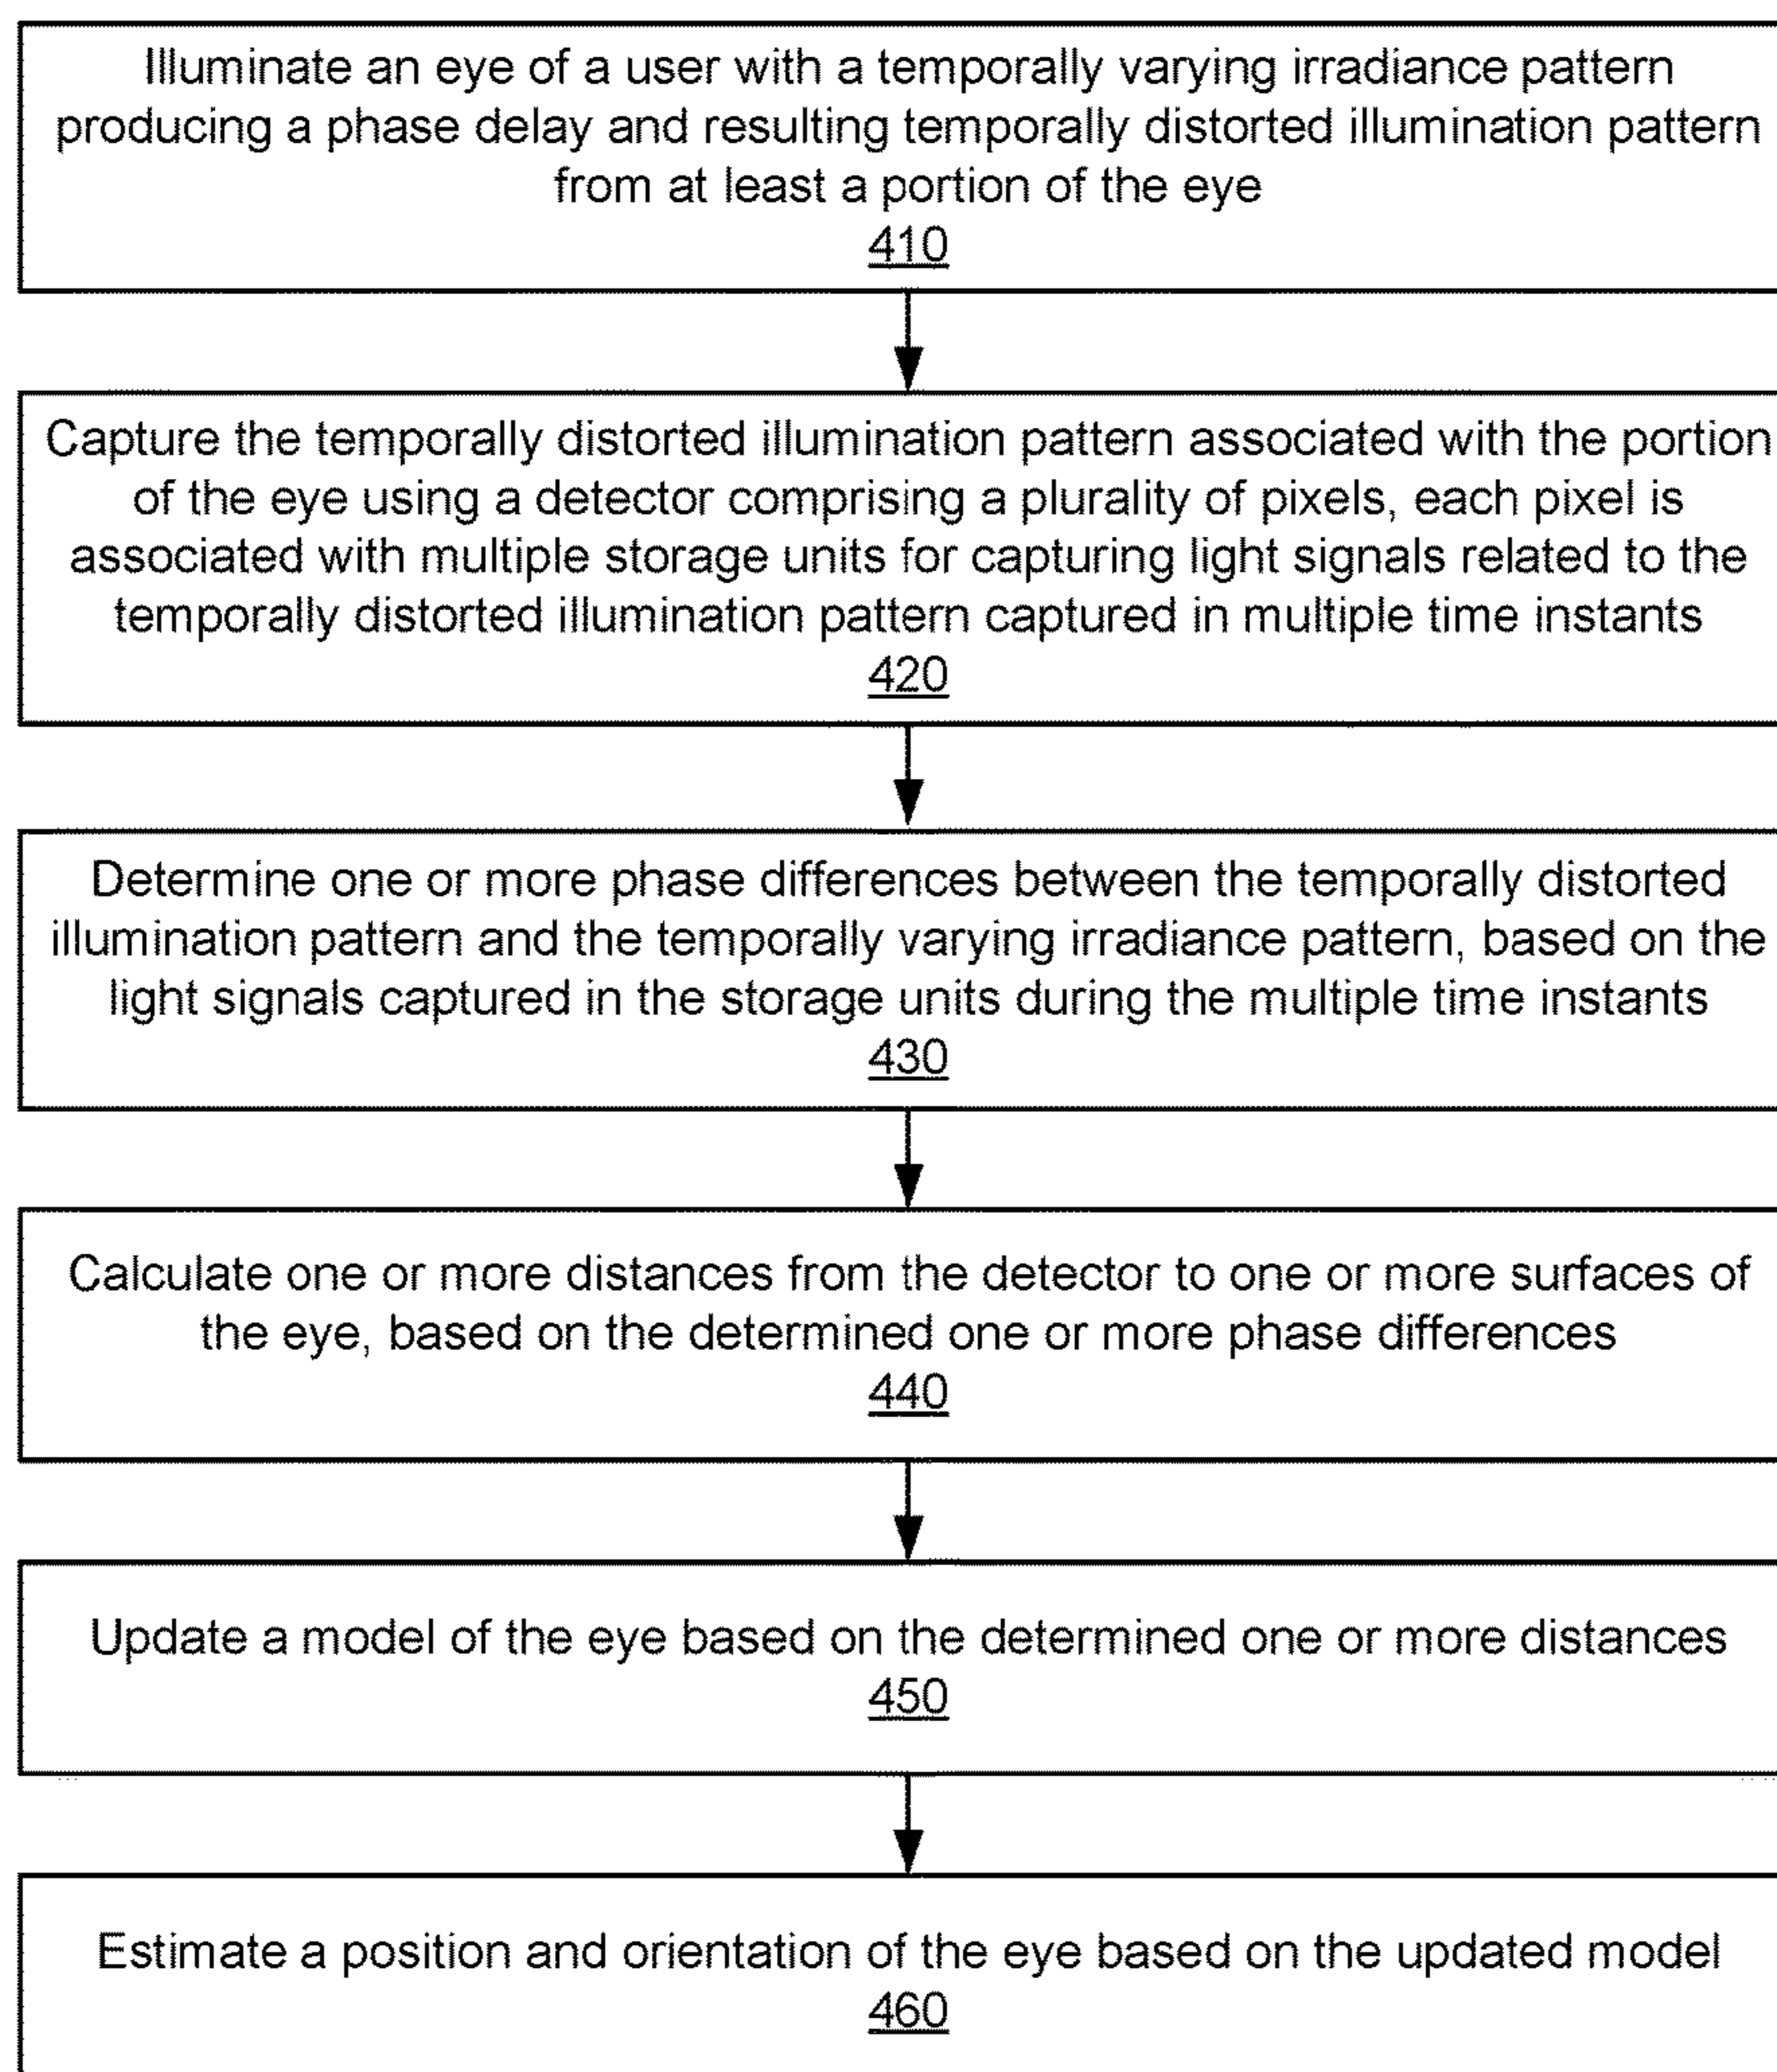 Illuminate an eye of a user with a temporally varying irradiance pattern
producing a phase delay and resulting temporally distorted illumination pattern
from at least a portion of the eye
410
Capture the temporally distorted illumination pattern associated with the portion
of the eye using a detector comprising a plurality of pixels, each pixel is
associated with multiple storage units for capturing light signals related to the
temporally distorted illumination pattern captured in multiple time instants
420
Determine one or more phase differences between the temporally distorted
illumination pattern and the temporally varying irradiance pattern, based on the
light signals captured in the storage units during the multiple time instants
430
Calculate one or more distances from the detector to one or more surfaces of
the eye, based on the determined one or more phase differences
440
Update a model of the eye based on the determined one or more distances
450
Estimate a position and orientation of the eye based on the updated model
460